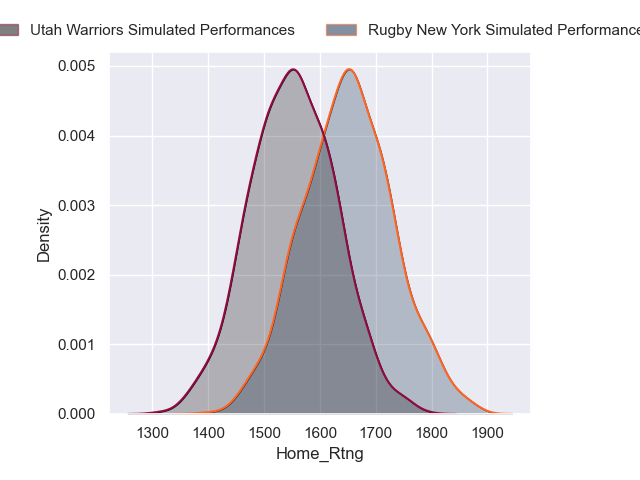 Utah Warriors Simulated Performances
Rugby New York Simulated Performance
0.005
0.004
0.003
0.002
0.001
0.000
Density
1300 1400 1500 1600 1700 1800 1900
Home_Rtng